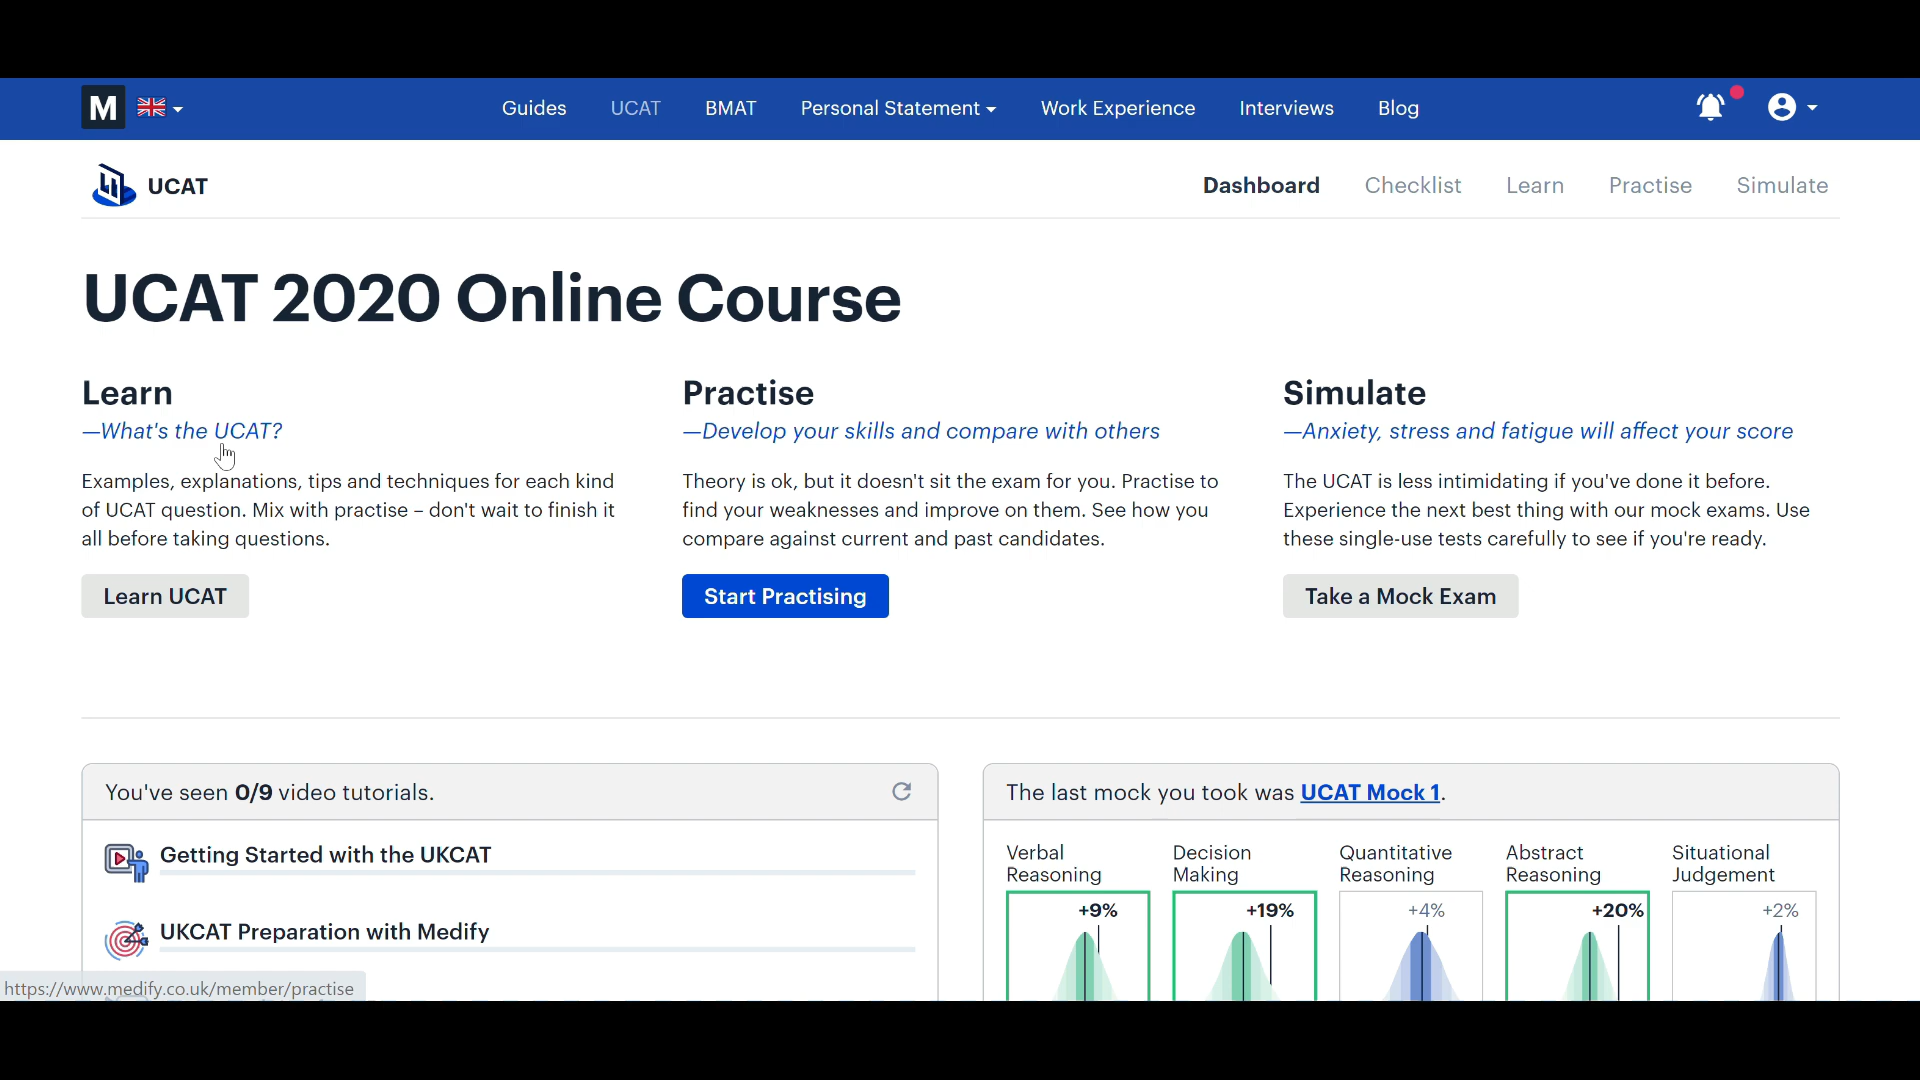 M
Guides UCAT BMAT Personal Statement Work Experience Interviews Blog
UCAT
Dashboard Checklist Learn Practise Simulate
UCAT 2020 Online Course
Learn
—What's the UCAT?
Examples, explanations, tips and techniques for each kind
of UCAT question. Mix with practise – don't wait to finish it
all before taking questions.
Learn UCAT
Practise
—Develop your skills and compare with others
Theory is ok, but it doesn't sit the exam for you. Practise to
find your weaknesses and improve on them. See how you
compare against current and past candidates.
Start Practising
Simulate
—Anxiety, stress and fatigue will affect your score
The UCAT is less intimidating if you've done it before.
Experience the next best thing with our mock exams. Use
these single-use tests carefully to see if you're ready.
Take a Mock Exam
You've seen 0/9 video tutorials.
Getting Started with the UKCAT
UKCAT Preparation with Medify
The last mock you took was UCAT Mock 1.
Verbal
Reasoning
+9%
Decision
Making
+19%
Quantitative
Reasoning
+4%
Abstract
Reasoning
+20%
Situational
Judgement
+2%
https://www.medify.co.uk/member/practise